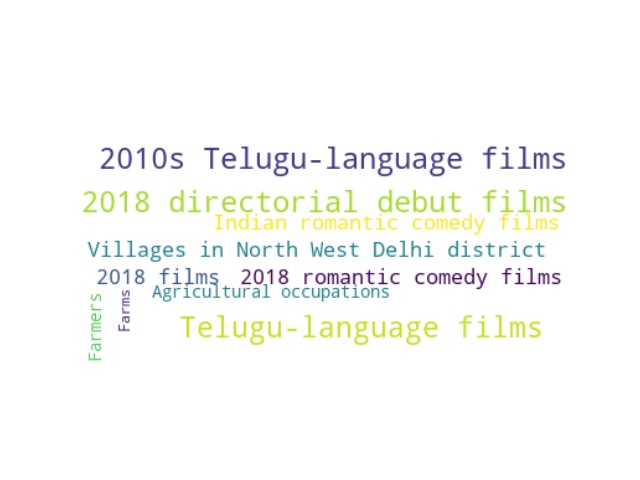 2010s Telugu-language films
2018 directorial debut films
Indian romantic comedy films
Villages in North West Delhi district
2018 films
2018 romantic comedy films
Agricultural occupations
Farmers
Farms
Telugu-language films